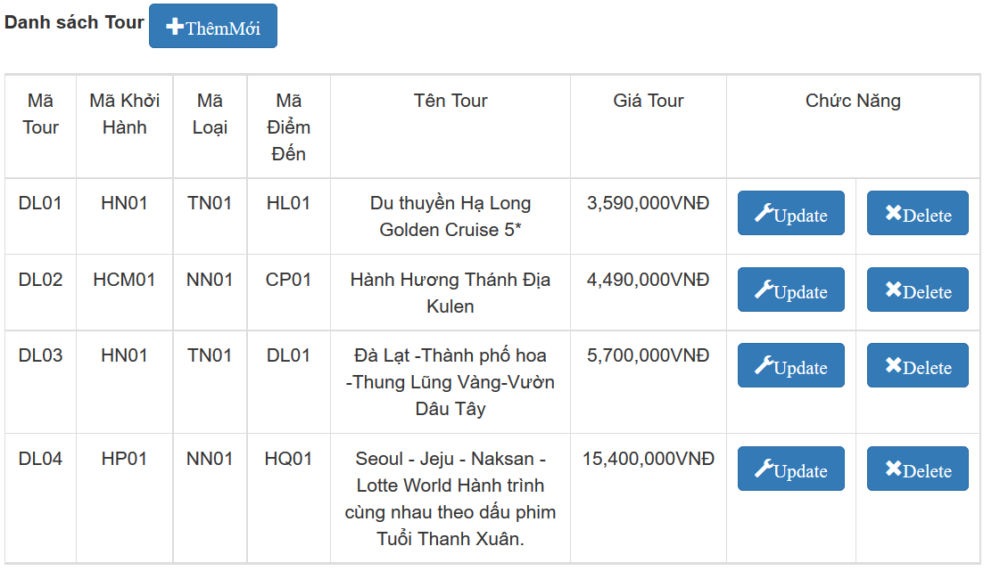 Danh sách Tour ThêmMới
Mã Tour
Mã Khởi Hành
Mã Loại
Mã Điểm Đến
Tên Tour
Giá Tour
Chức Năng
DL01 HN01 TN01 HL01 Du thuyền Hạ Long 3,590,000VNĐ Update Delete
Golden Cruise 5*
DL02 HCM01 NN01 CP01 Hành Hương Thánh Địa 4,490,000VNĐ Update Delete
Kulen
DL03 HN01 TN01 DL01 Đà Lạt -Thành phố hoa 5,700,000VNĐ Update Delete
-Thung Lũng Vàng-Vườn
Dâu Tây
DL04 HP01 NN01 HQ01 Seoul - Jeju - Naksan - 15,400,000VNĐ Update Delete
Lotte World Hành trình
cùng nhau theo dấu phim
Tuổi Thanh Xuân.